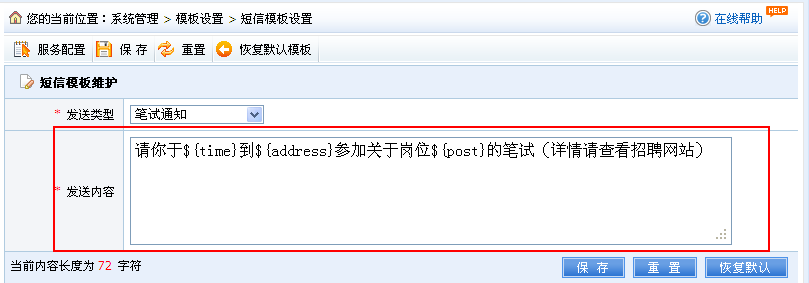 您的当前位置：系统管理 > 模板设置 > 短信模板设置
在线帮助 HELP
服务配置 保 存 重置 恢复默认模板
短信模板维护
* 发送类型 笔试通知
请你于${time}到${address}参加关于岗位${post}的笔试（详情请查看招聘网站）
* 发送内容
当前内容长度为 72 字符
保 存 重 置 恢复默认